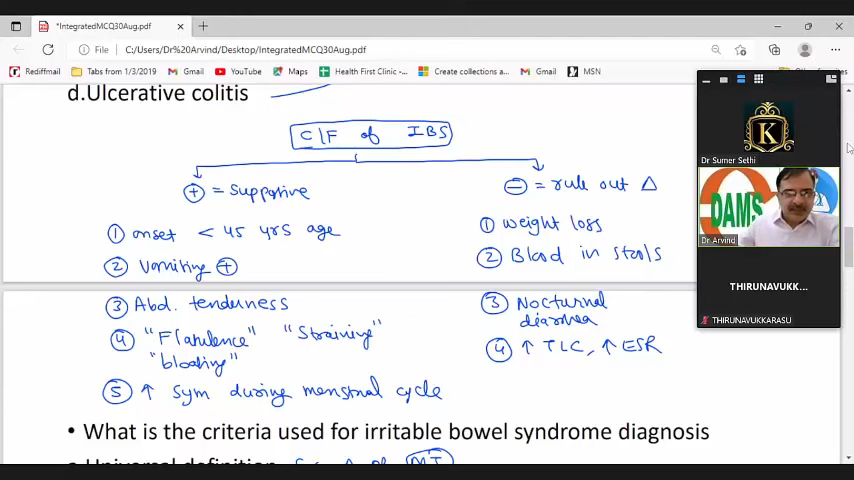 *IntegratedMCQ30Aug.pdf
File
C:/Users/Dr%20Arvind/Desktop/IntegratedMCQ30Aug.pdf
Rediffmail
Tabs from 1/3/2019
Gmail
YouTube
Maps
Health First Clinic -...
Create collections a...
Gmail
MSN
d.Ulcerative colitis
C/F of IBS
+ = Supportive
- = rule out Δ
① onset < 45 yrs age
① weight loss
② Vomiting +
② Blood in stools
③ Abd. tenderness
③ Nocturnal
diarrhea
④ "Flatulence" "Straining"
"bloating"
④ ↑ TLC, ↑ ESR
⑤ ↑ Sym during menstrual cycle
• What is the criteria used for irritable bowel syndrome diagnosis
K
Dr Sumer Sethi
DAMS
Dr Arvind
THIRUNAVUKK...
THIRUNAVUKKARASU